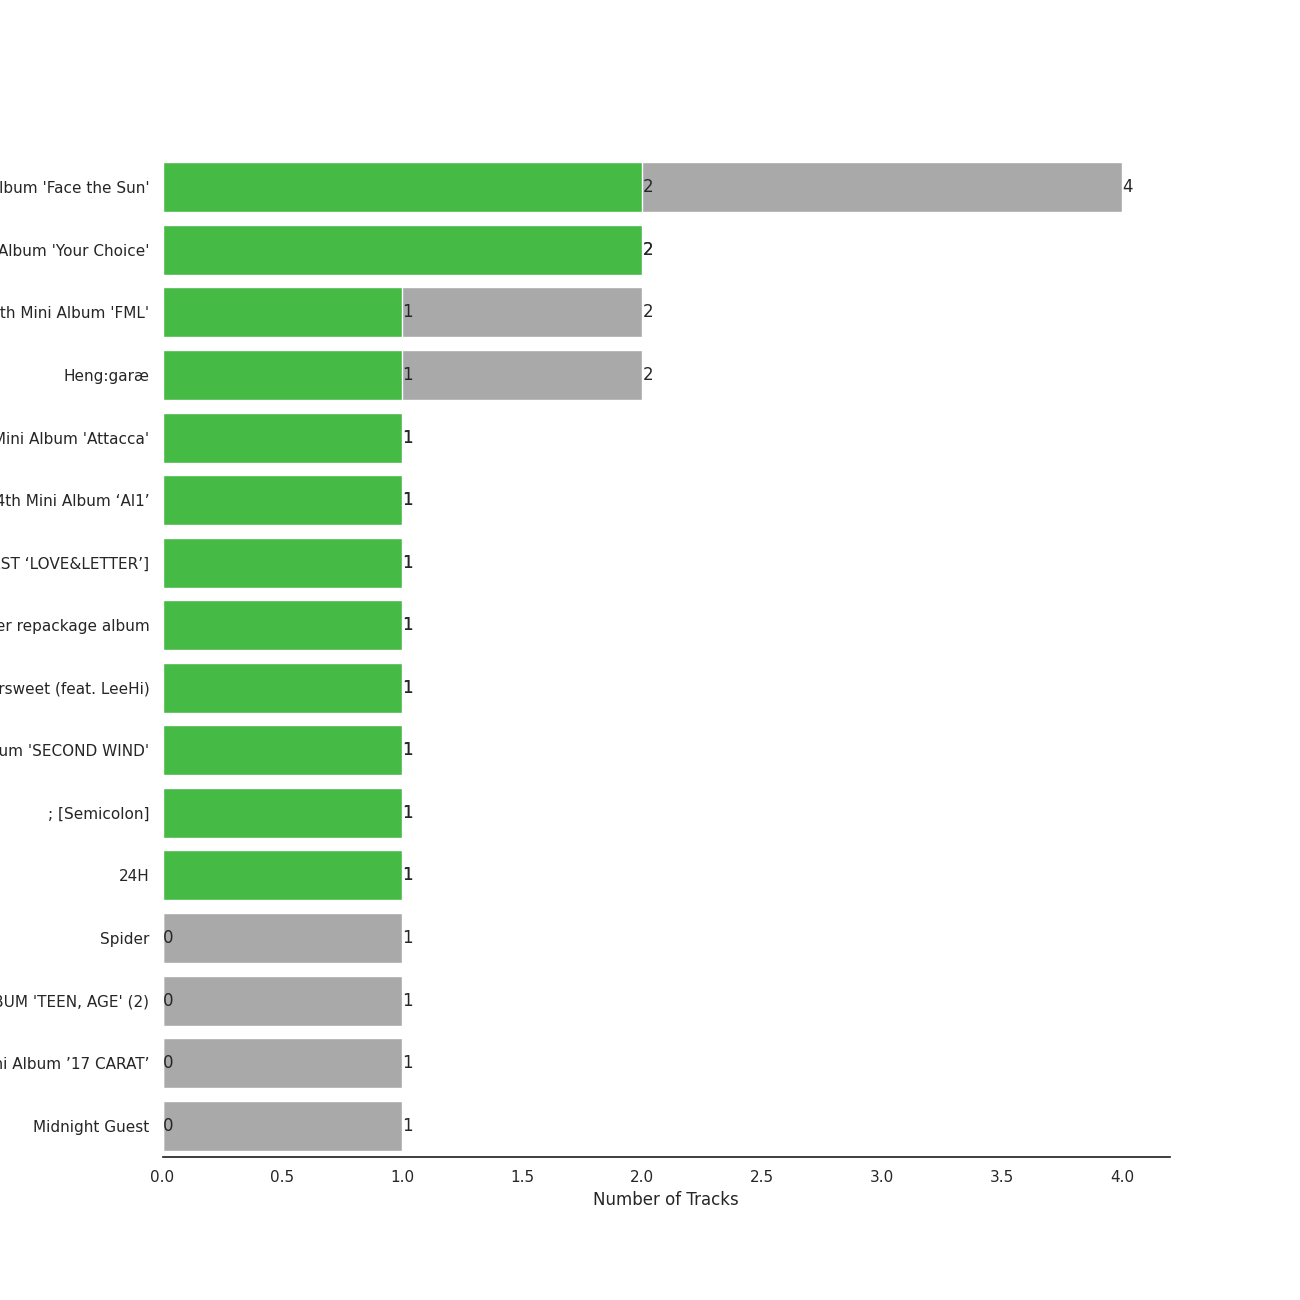 lbum 'Face the Sun' 2 4
Album 'Your Choice' 2
th Mini Album 'FML' 1 2
Heng:garæ 1 2
Mini Album 'Attacca' 1
4th Mini Album ‘Al1’ 1
ST ‘LOVE&LETTER’] 1
er repackage album 1
rsweet (feat. LeeHi) 1
um 'SECOND WIND' 1
; [Semicolon] 1
24H 1
Spider 0 1
BUM 'TEEN, AGE' (2) 0 1
ni Album ’17 CARAT’ 0 1
Midnight Guest 0 1
0.0 0.5 1.0 1.5 2.0 2.5 3.0 3.5 4.0
Number of Tracks